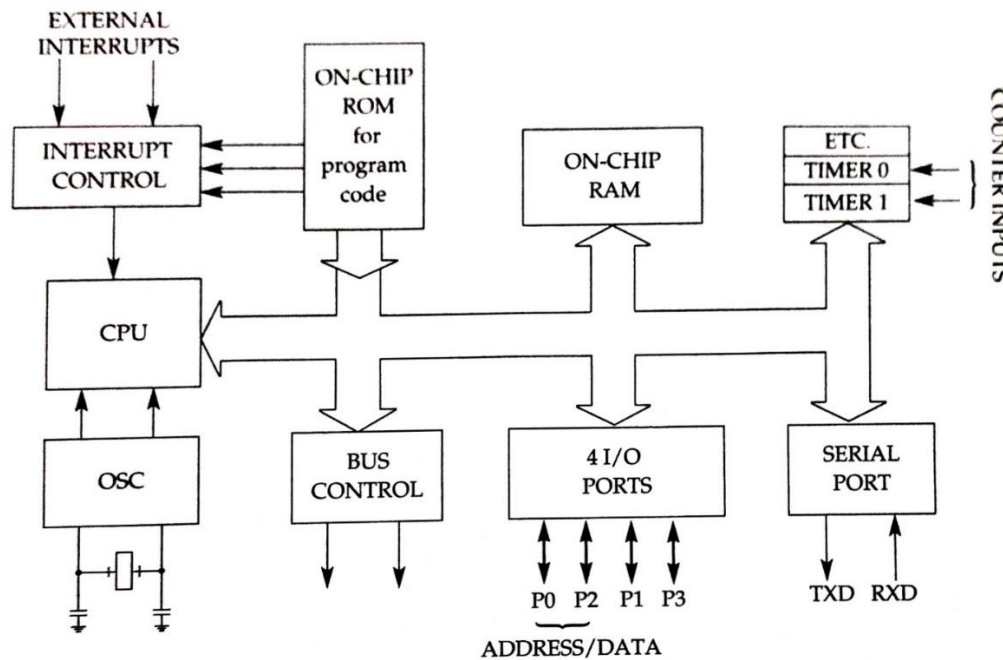 EXTERNAL
INTERRUPTS
INTERRUPT
CONTROL
ON-CHIP
ROM
for
program
code
ON-CHIP
RAM
ETC.
TIMER 0
TIMER 1
COUNTER INPUTS
CPU
OSC
BUS
CONTROL
4 I/O
PORTS
SERIAL
PORT
P0 P2 P1 P3
ADDRESS/DATA
TXD RXD